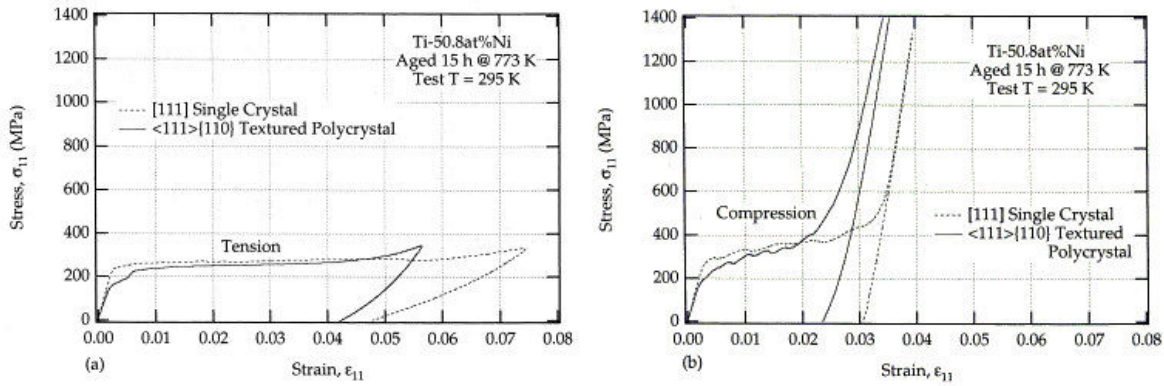 1400
1200
1000
800
600
400
200
0
Stress, σ11 (MPa)
Ti-50.8at%Ni
Aged 15 h @ 773 K
Test T = 295 K
[111] Single Crystal
<111>{110} Textured Polycrystal
Tension
0.00 0.01 0.02 0.03 0.04 0.05 0.06 0.07 0.08
(a)
Strain, ε11
1400
1200
1000
800
600
400
200
0
Stress, σ11 (MPa)
Ti-50.8at%Ni
Aged 15 h @ 773 K
Test T = 295 K
Compression
[111] Single Crystal
<111>{110} Textured
Polycrystal
0.00 0.01 0.02 0.03 0.04 0.05 0.06 0.07 0.08
(b)
Strain, ε11